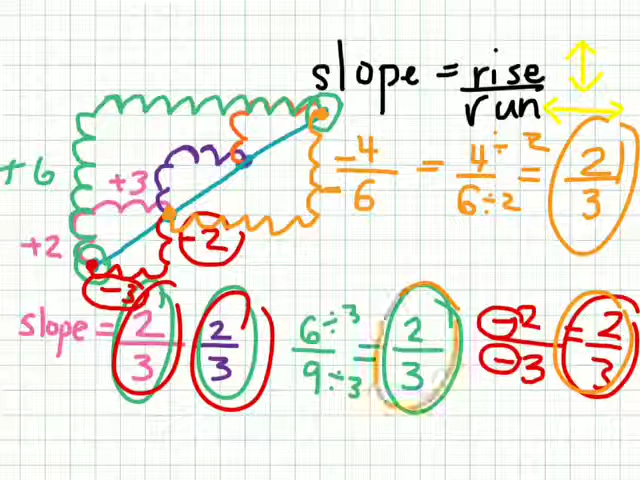 slope = rise/run
+6
+3
+2
-2
-3
-4/-6 = 4÷2/6÷2 = 2/3
slope = 2/3 2/3
6÷3/9÷3 = 2/3
-2/-3 = 2/3